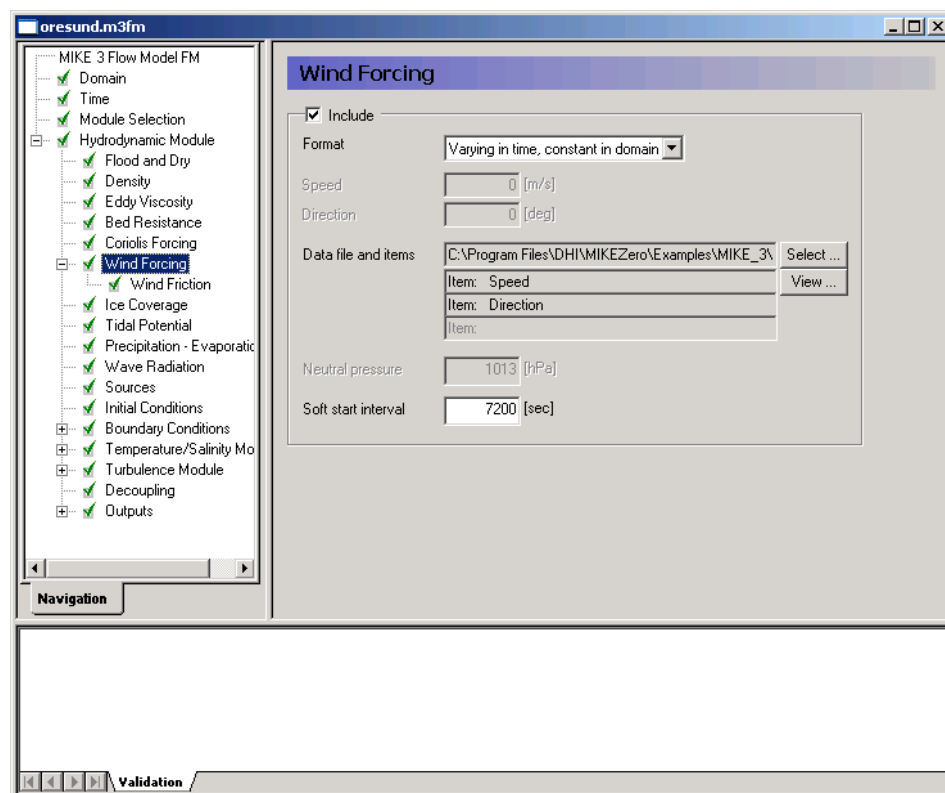 oresund.m3fm
MIKE 3 Flow Model FM
Domain
Time
Module Selection
Hydrodynamic Module
Flood and Dry
Density
Eddy Viscosity
Bed Resistance
Coriolis Forcing
Wind Forcing
Wind Friction
Ice Coverage
Tidal Potential
Precipitation - Evaporatic
Wave Radiation
Sources
Initial Conditions
Boundary Conditions
Temperature/Salinity Mo
Turbulence Module
Decoupling
Outputs
Navigation
Wind Forcing
Include
Format Varying in time, constant in domain
Speed 0 [m/s]
Direction 0 [deg]
Data file and items C:\Program Files\DHI\MIKEZero\Examples\MIKE_3\ Select ...
Item: Speed View ...
Item: Direction
Item:
Neutral pressure 1013 [hPa]
Soft start interval 7200 [sec]
Validation